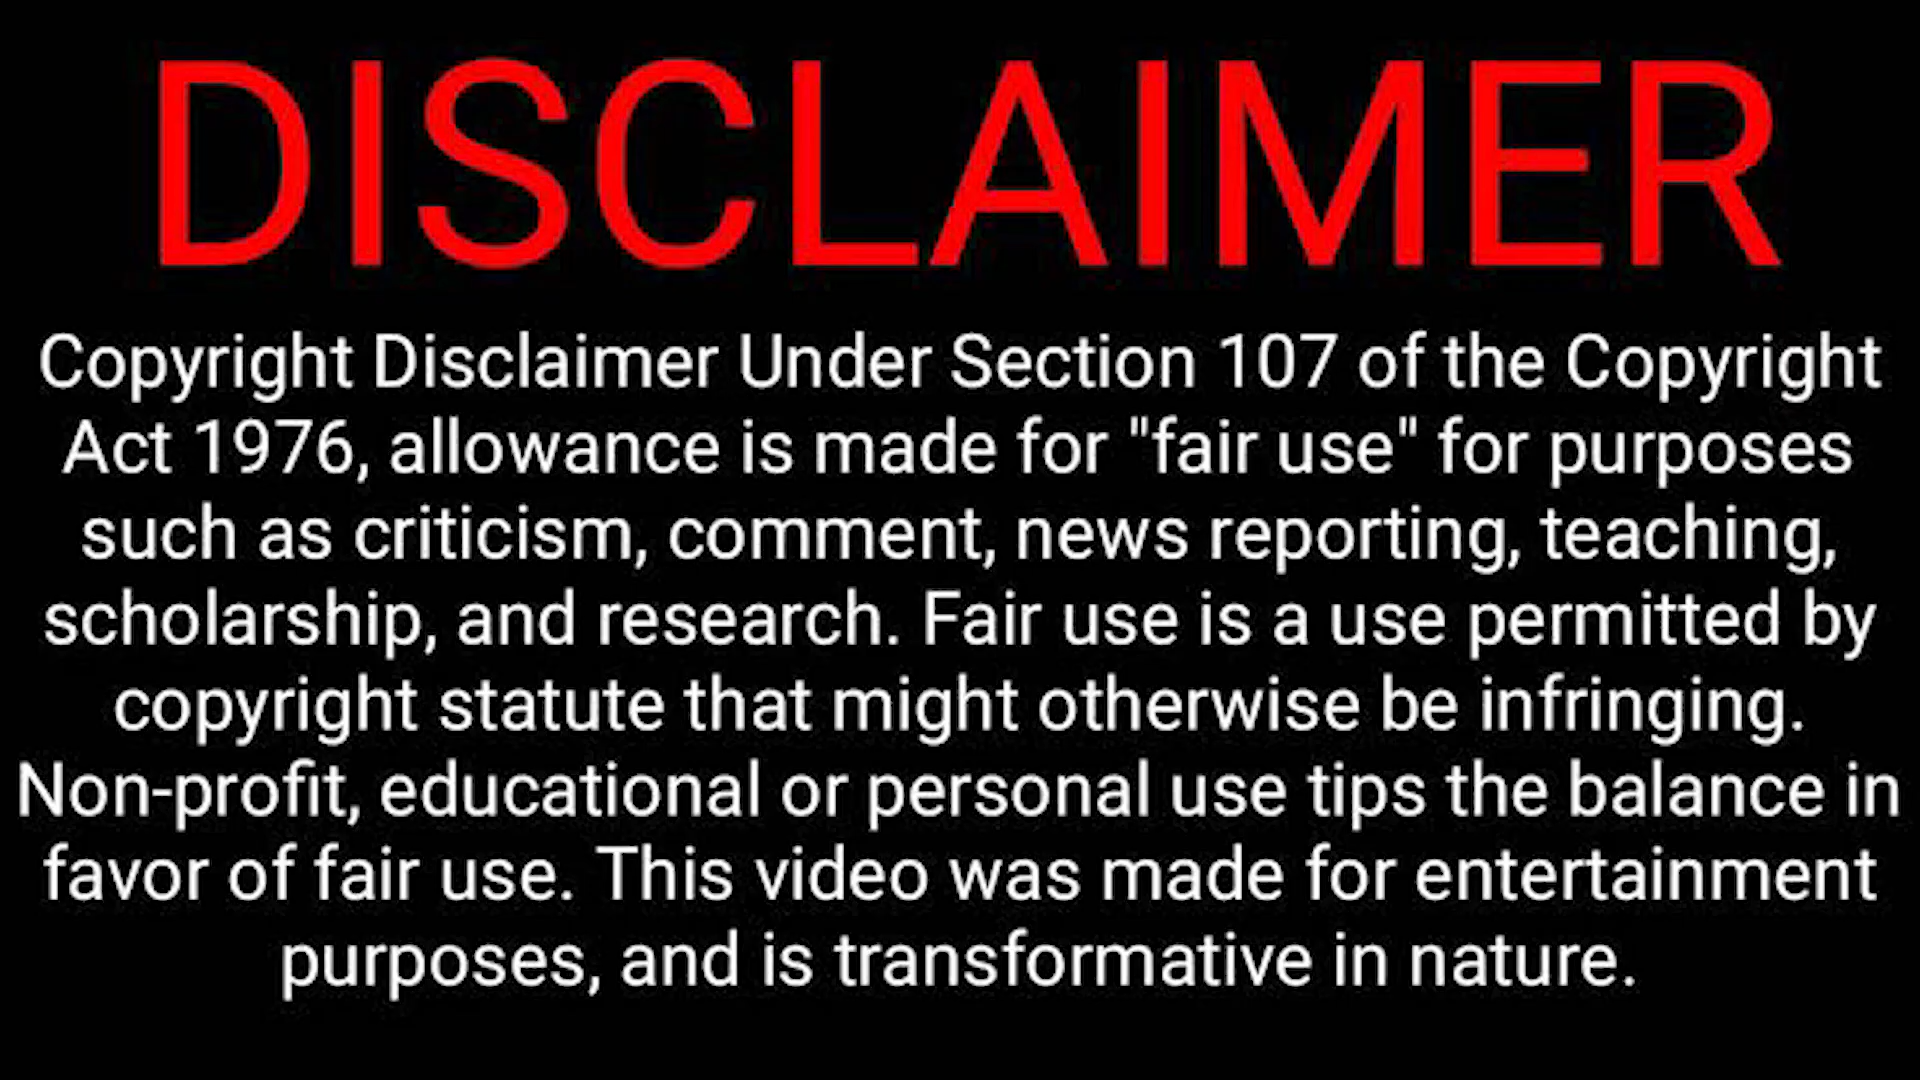 DISCLAIMER
Copyright Disclaimer Under Section 107 of the Copyright
Act 1976, allowance is made for "fair use" for purposes
such as criticism, comment, news reporting, teaching,
scholarship, and research. Fair use is a use permitted by
copyright statute that might otherwise be infringing.
Non-profit, educational or personal use tips the balance in
favor of fair use. This video was made for entertainment
purposes, and is transformative in nature.